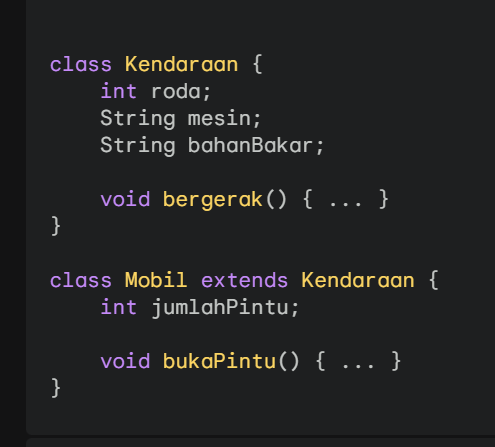 class Kendaraan {
    int roda;
    String mesin;
    String bahanBakar;

    void bergerak() { ... }
}

class Mobil extends Kendaraan {
    int jumlahPintu;

    void bukaPintu() { ... }
}